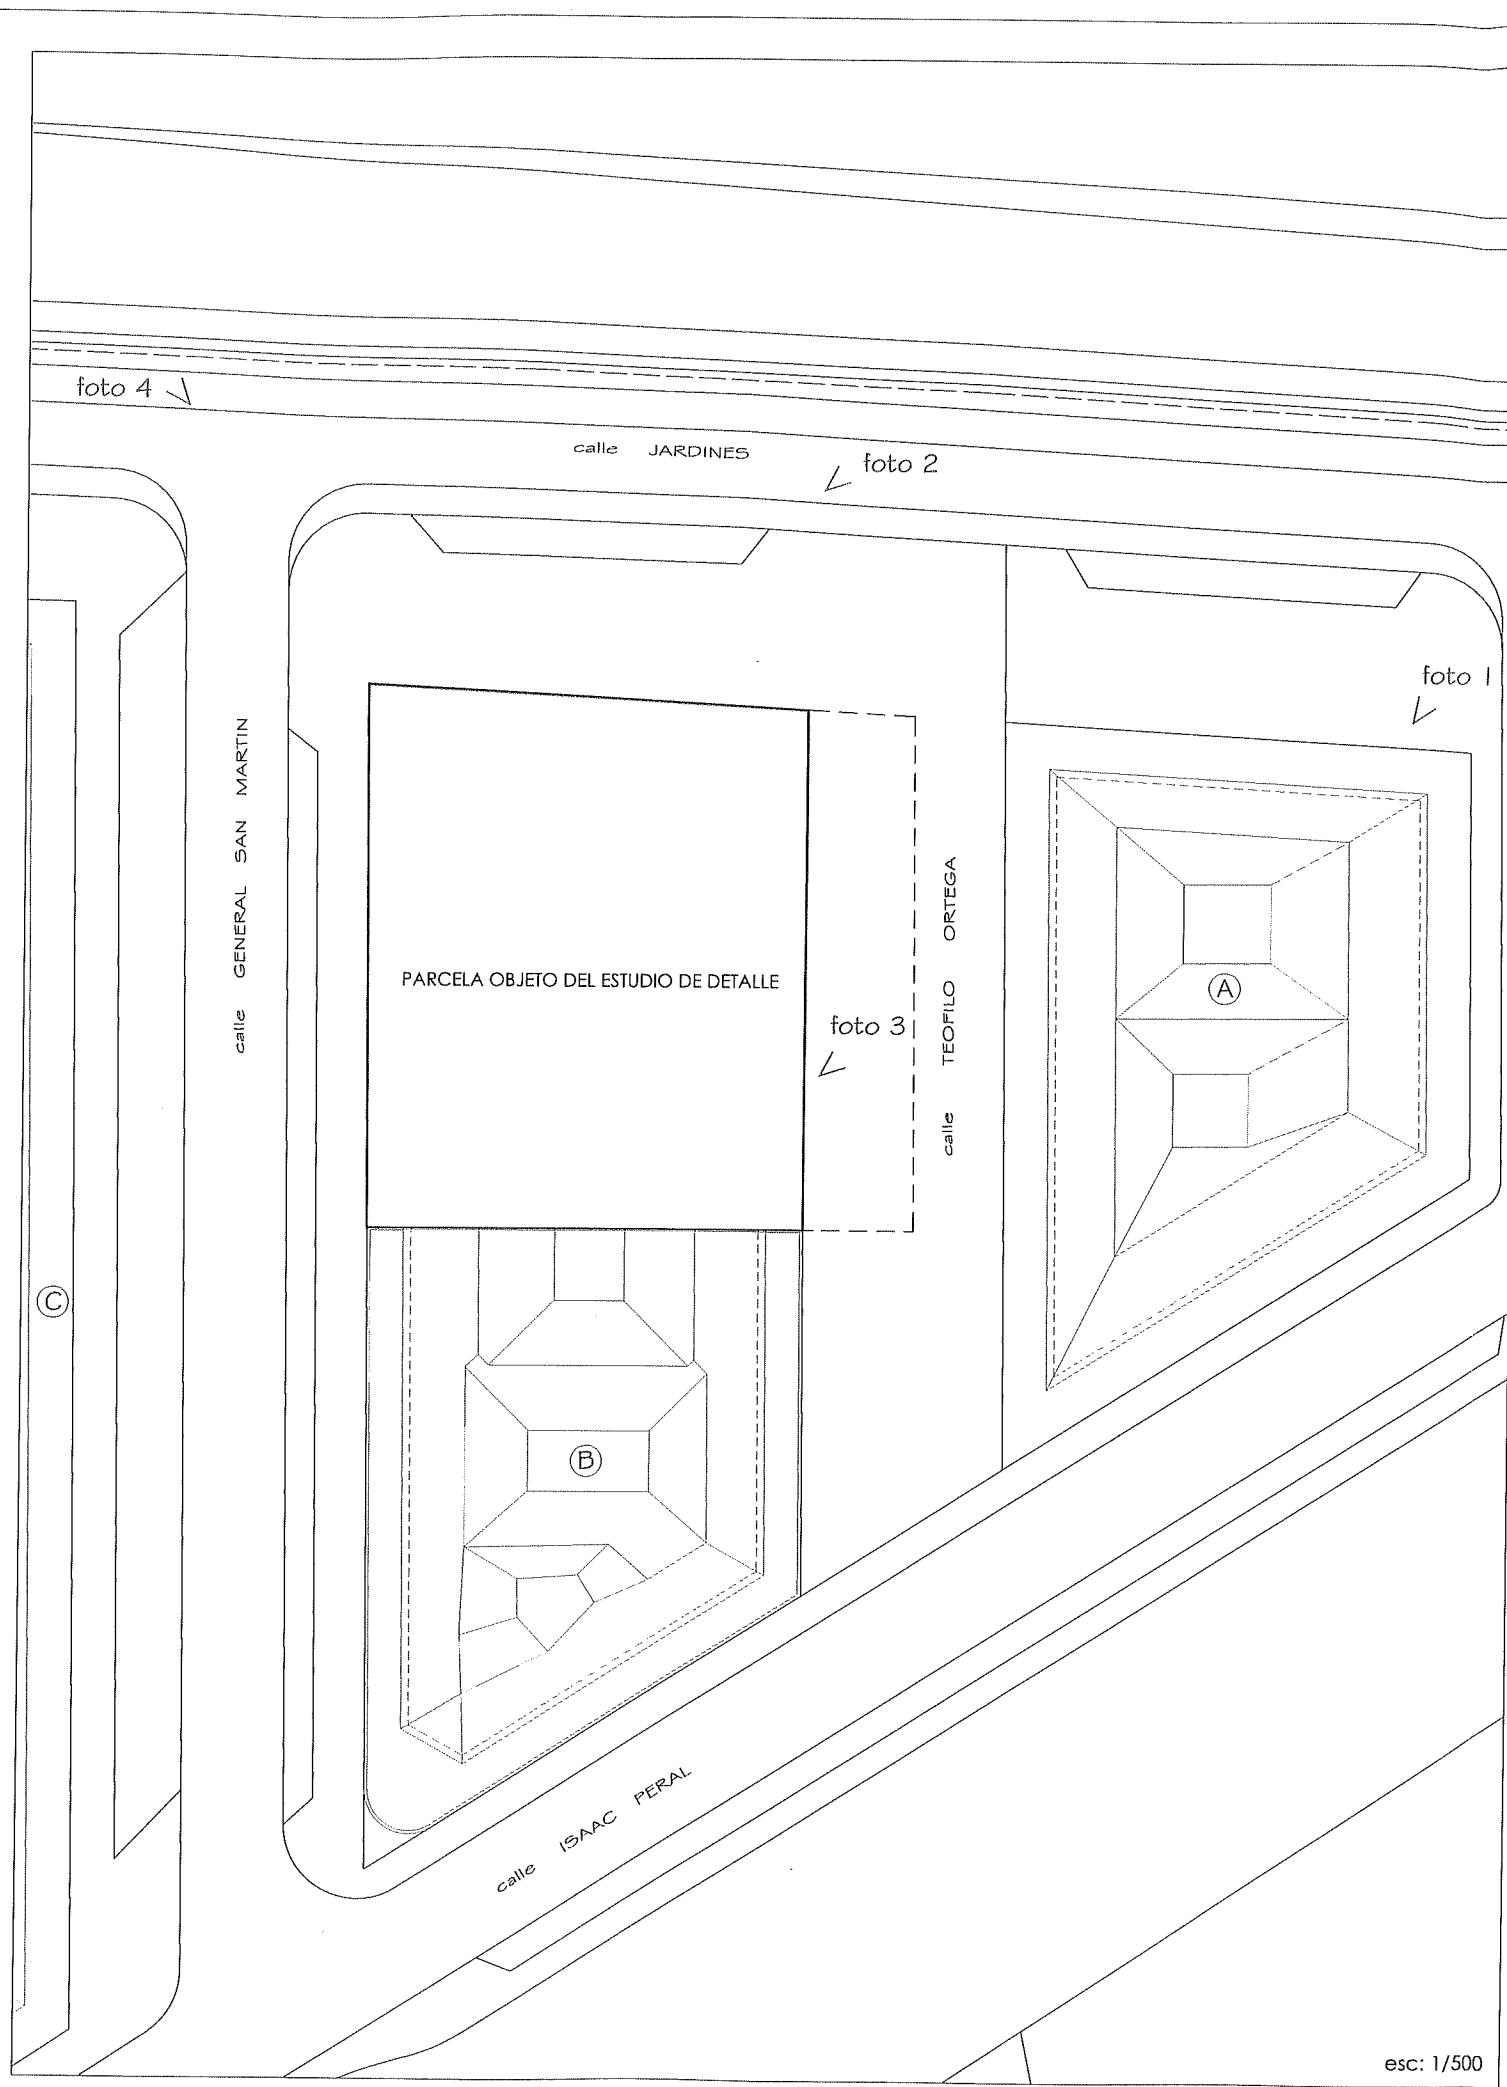 foto 4
calle JARDINES
foto 2
foto 1
calle GENERAL SAN MARTIN
PARCELA OBJETO DEL ESTUDIO DE DETALLE
calle TEOFILO ORTEGA
A
foto 3
C
B
calle ISAAC PERAL
esc: 1/500